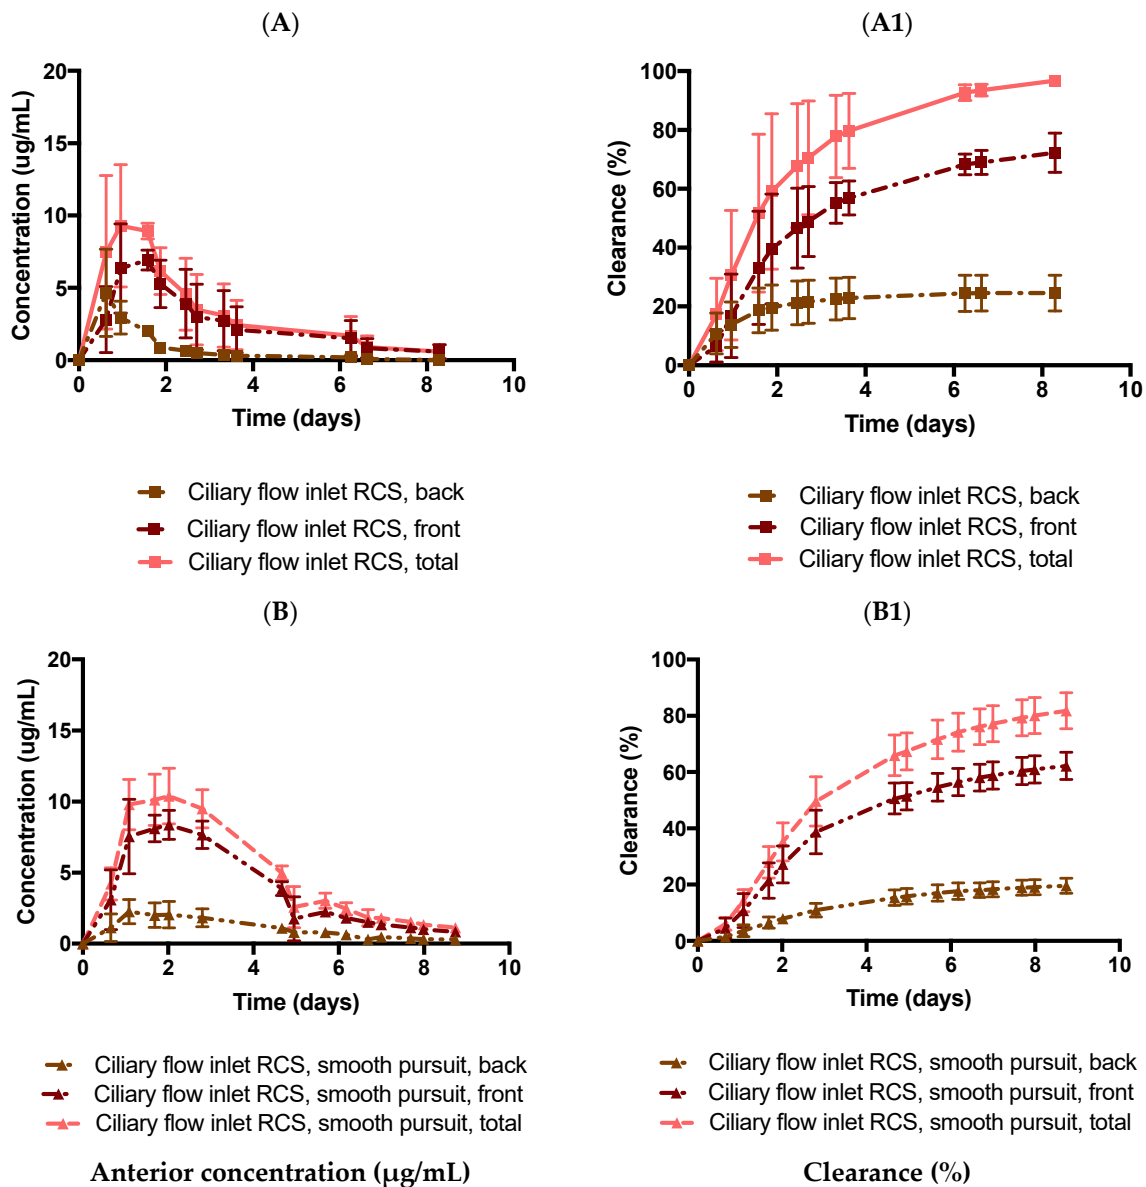 (A)
(A1)
20
15
10
5
0
Concentration (ug/mL)
0 2 4 6 8 10
Time (days)
100
80
60
40
20
0
Clearance (%)
0 2 4 6 8 10
Time (days)
Ciliary flow inlet RCS, back
Ciliary flow inlet RCS, front
Ciliary flow inlet RCS, total
Ciliary flow inlet RCS, back
Ciliary flow inlet RCS, front
Ciliary flow inlet RCS, total
(B)
(B1)
20
15
10
5
0
Concentration (ug/mL)
0 2 4 6 8 10
Time (days)
100
80
60
40
20
0
Clearance (%)
0 2 4 6 8 10
Time (days)
Ciliary flow inlet RCS, smooth pursuit, back
Ciliary flow inlet RCS, smooth pursuit, front
Ciliary flow inlet RCS, smooth pursuit, total
Ciliary flow inlet RCS, smooth pursuit, back
Ciliary flow inlet RCS, smooth pursuit, front
Ciliary flow inlet RCS, smooth pursuit, total
Anterior concentration (µg/mL)
Clearance (%)